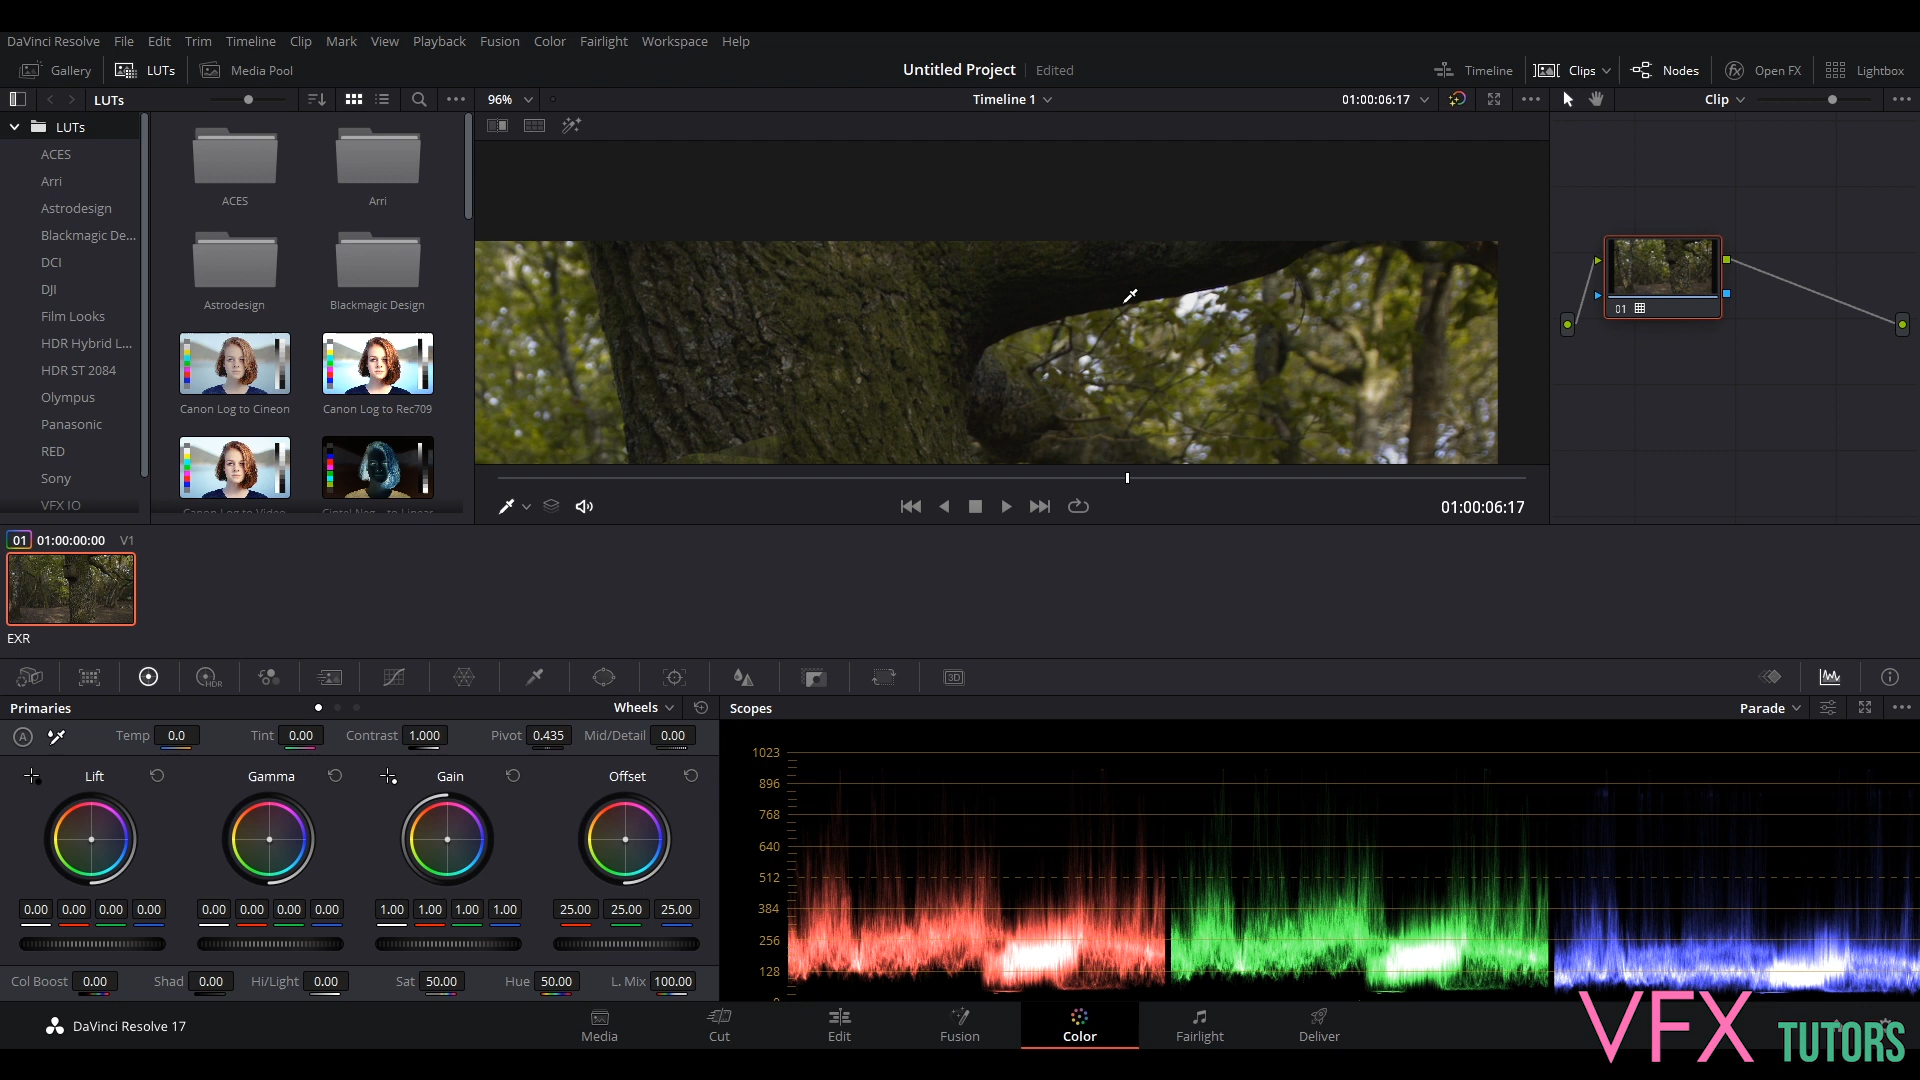 DaVinci Resolve File Edit Trim Timeline Clip Mark View Playback Fusion Color Fairlight Workspace Help
Gallery LUTs Media Pool Untitled Project Edited Timeline Clips Nodes Open FX Lightbox
LUTs 96% Timeline 1 01:00:06:17 Clip
LUTs
ACES
Arri
Astrodesign
Blackmagic De...
DCI
DJI
Film Looks
HDR Hybrid L...
HDR ST 2084
Olympus
Panasonic
RED
Sony
VFX IO
ACES Arri
Astrodesign Blackmagic Design
Canon Log to Cineon Canon Log to Rec709
Canon Log to Video Cintel Neg... to Linear
01
01:00:06:17
01 01:00:00:00 V1
EXR
HDR 3D
Primaries Wheels Scopes Parade
A Temp 0.0 Tint 0.00 Contrast 1.000 Pivot 0.435 Mid/Detail 0.00
Lift Gamma Gain Offset
0.00 0.00 0.00 0.00 0.00 0.00 0.00 0.00 1.00 1.00 1.00 1.00 25.00 25.00 25.00
Col Boost 0.00 Shad 0.00 Hi/Light 0.00 Sat 50.00 Hue 50.00 L. Mix 100.00
1023
896
768
640
512
384
256
128
DaVinci Resolve 17 Media Cut Edit Fusion Color Fairlight Deliver
VFX TUTORS